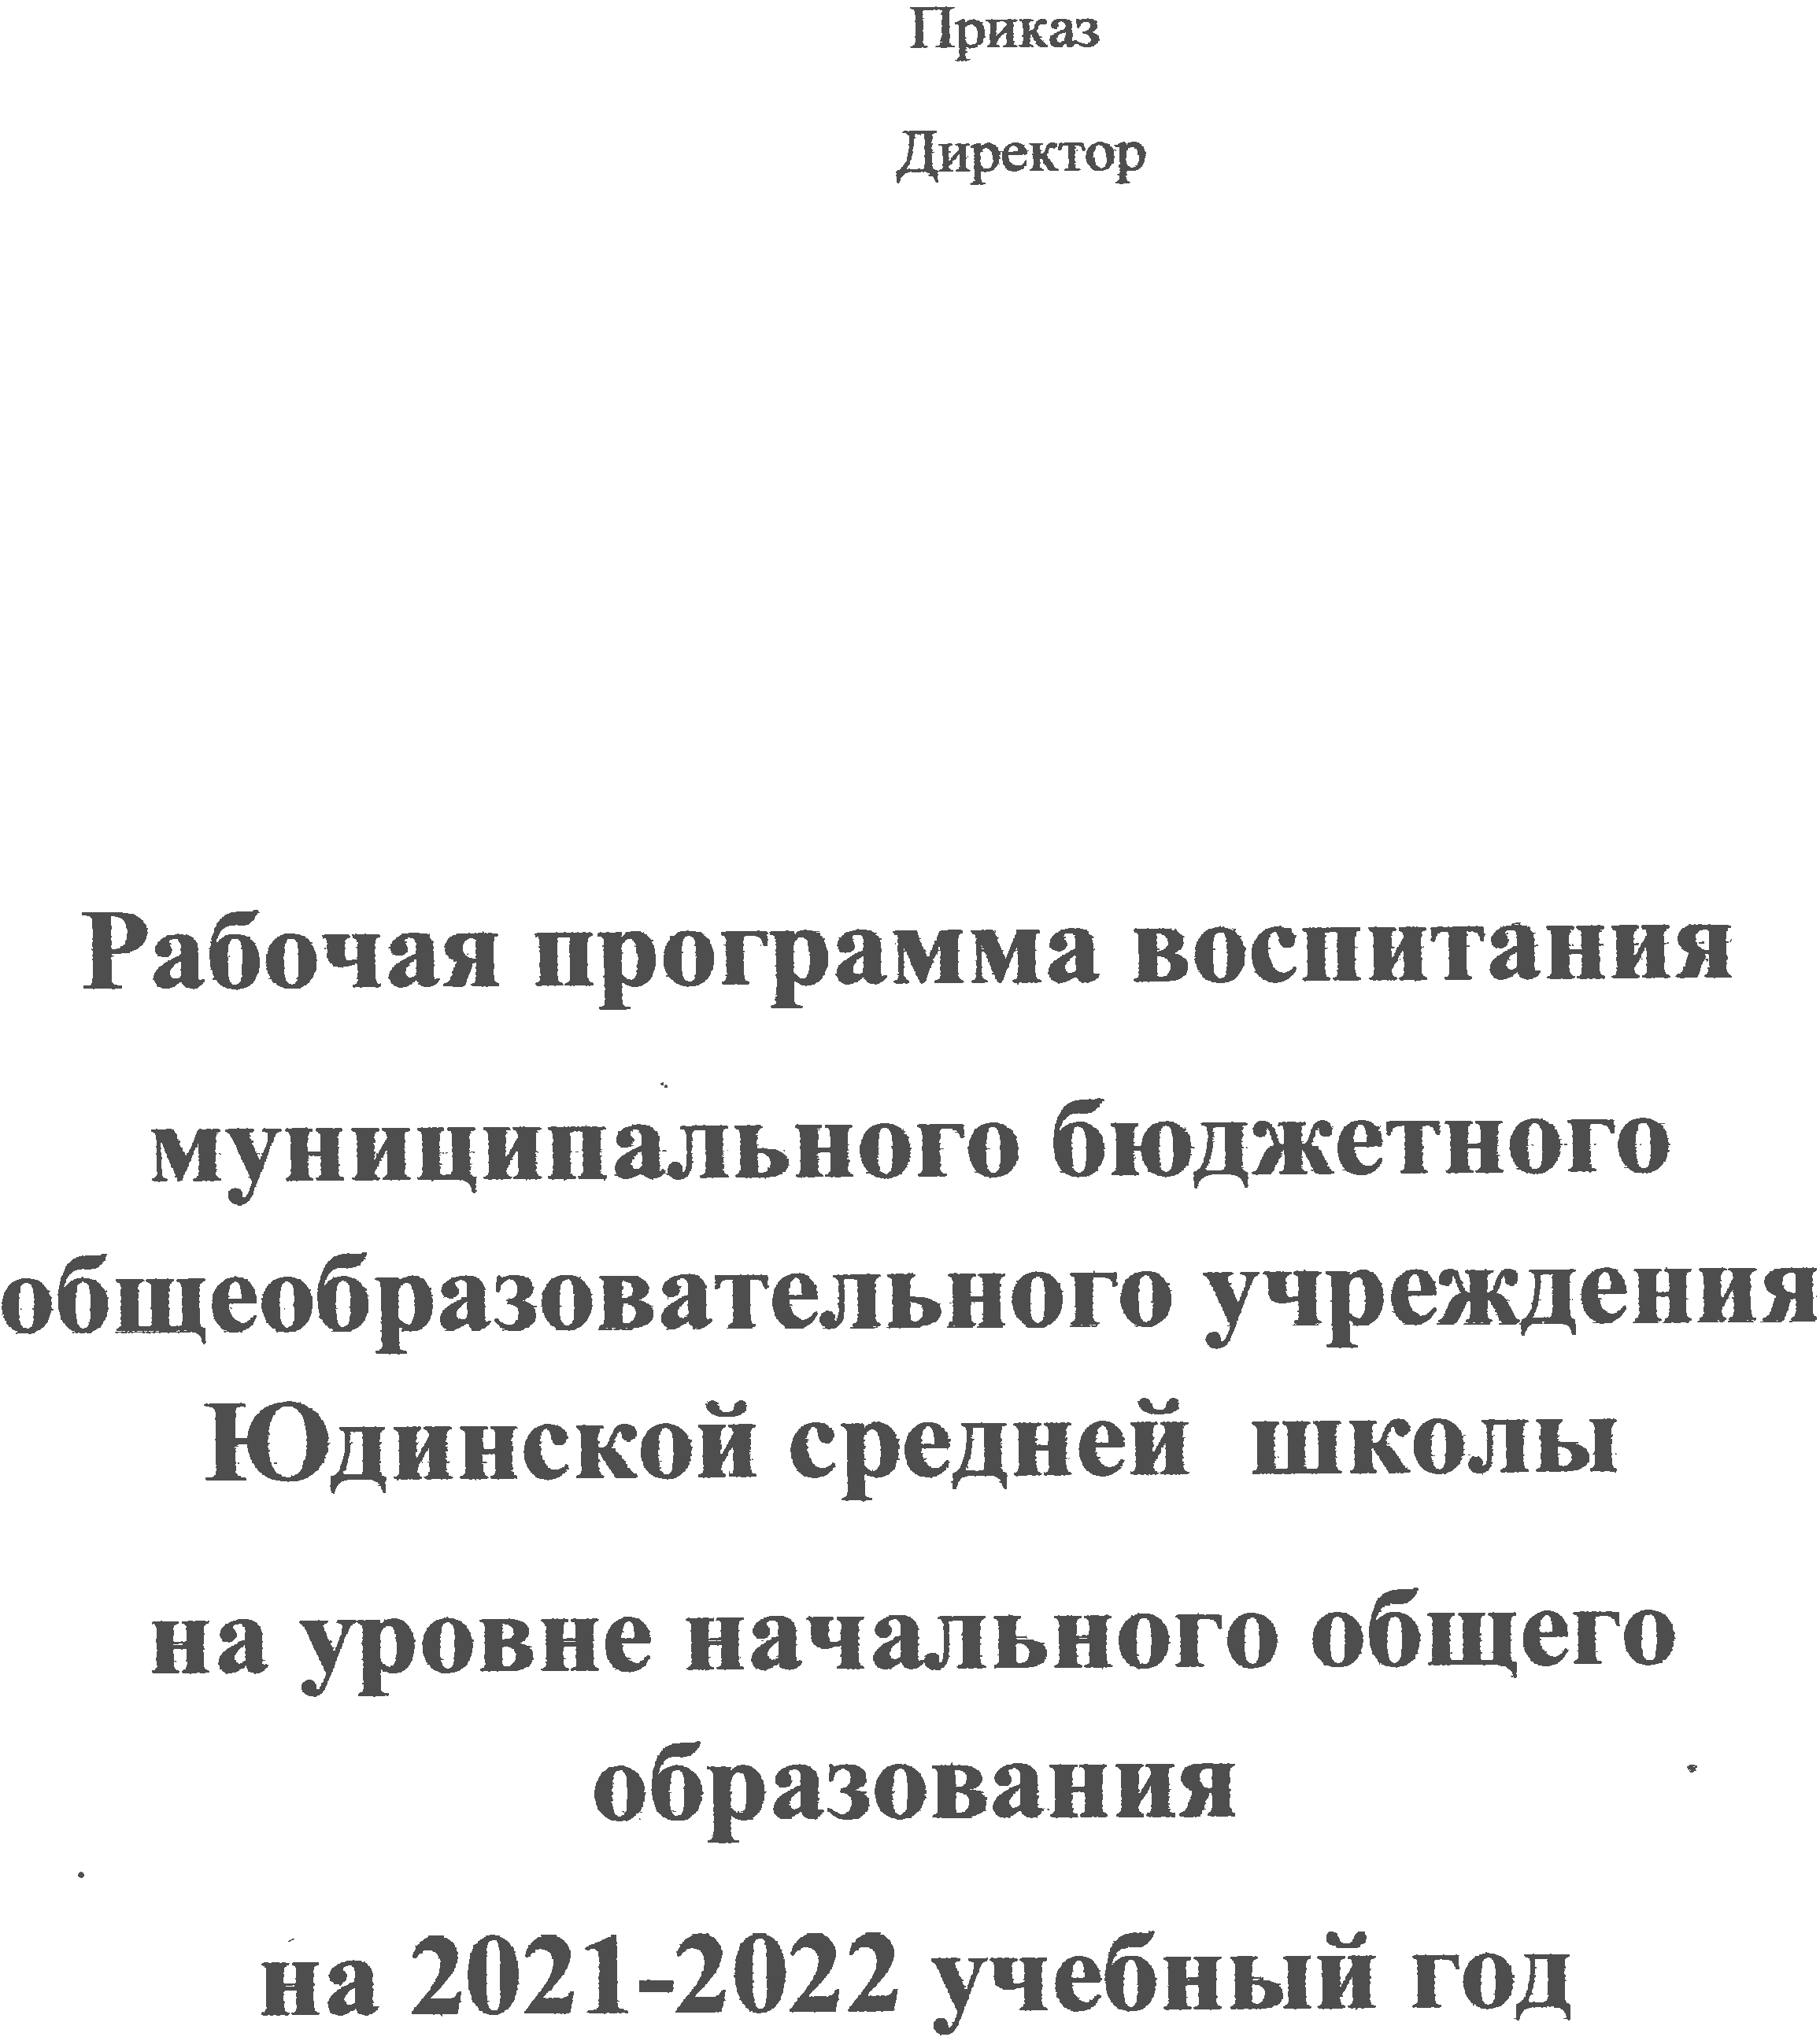 Приказ
Директор
Рабочая программа воспитания
муниципального бюджетного
общеобразовательного учреждения
Юдинской средней школы
на уровне начального общего
образования
на 2021-2022 учебный год